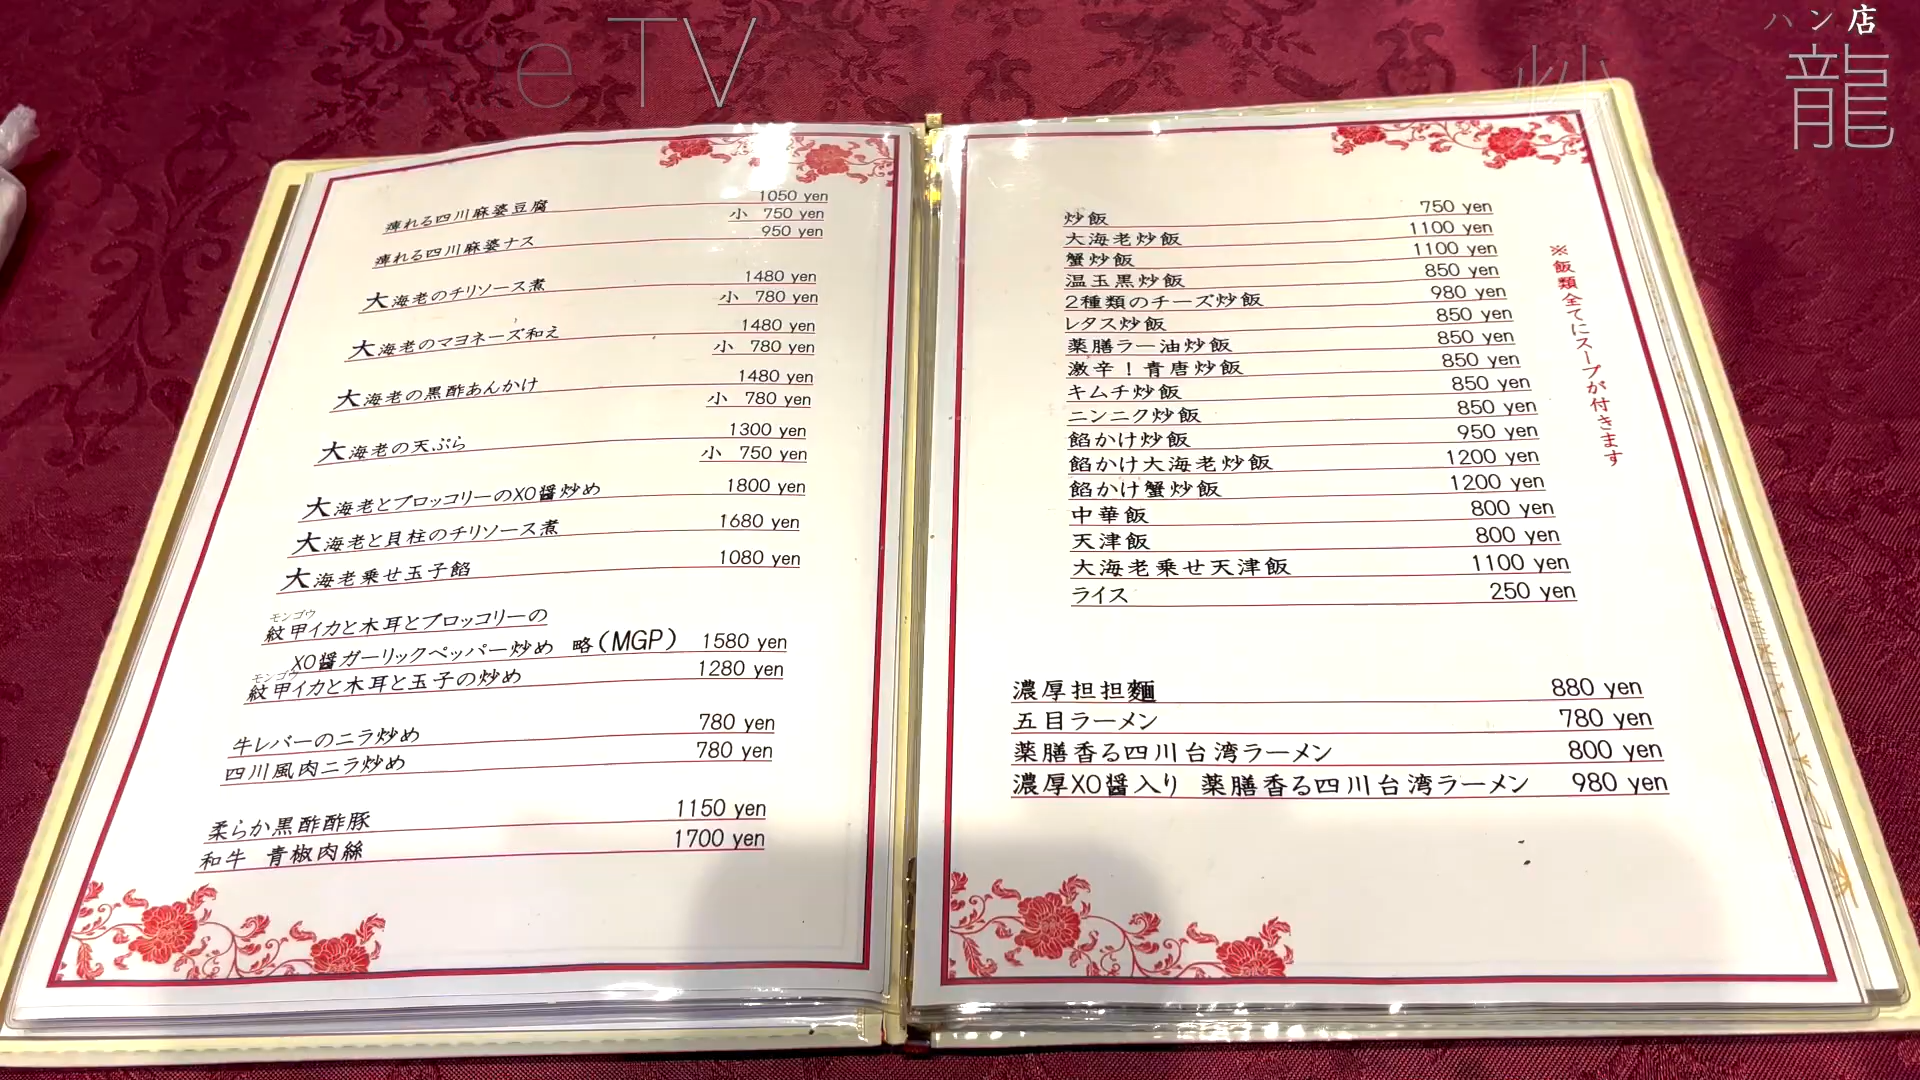 e TV
ハン店
炒
龍
痺れる四川麻婆豆腐 1050 yen
小 750 yen
痺れる四川麻婆ナス 950 yen
大海老のチリソース煮 1480 yen
小 780 yen
大海老のマヨネーズ和え 1480 yen
小 780 yen
大海老の黒酢あんかけ 1480 yen
小 780 yen
大海老の天ぷら 1300 yen
小 750 yen
大海老とブロッコリーのXO醤炒め 1800 yen
大海老と貝柱のチリソース煮 1680 yen
大海老乗せ玉子餡 1080 yen
モンゴウ
紋甲イカと木耳とブロッコリーの
XO醤ガーリックペッパー炒め 略(MGP) 1580 yen
モンゴウ
紋甲イカと木耳と玉子の炒め 1280 yen
牛レバーのニラ炒め 780 yen
四川風肉ニラ炒め 780 yen
柔らか黒酢酢豚 1150 yen
和牛 青椒肉絲 1700 yen
炒飯 750 yen
大海老炒飯 1100 yen
蟹炒飯 1100 yen
温玉黒炒飯 850 yen
2種類のチーズ炒飯 980 yen
レタス炒飯 850 yen
薬膳ラー油炒飯 850 yen
激辛！青唐炒飯 850 yen
キムチ炒飯 850 yen
ニンニク炒飯 850 yen
餡かけ炒飯 950 yen
餡かけ大海老炒飯 1200 yen
餡かけ蟹炒飯 1200 yen
中華飯 800 yen
天津飯 800 yen
大海老乗せ天津飯 1100 yen
ライス 250 yen
※飯類全てにスープが付きます
濃厚担担麺 880 yen
五目ラーメン 780 yen
薬膳香る四川台湾ラーメン 800 yen
濃厚XO醤入り 薬膳香る四川台湾ラーメン 980 yen